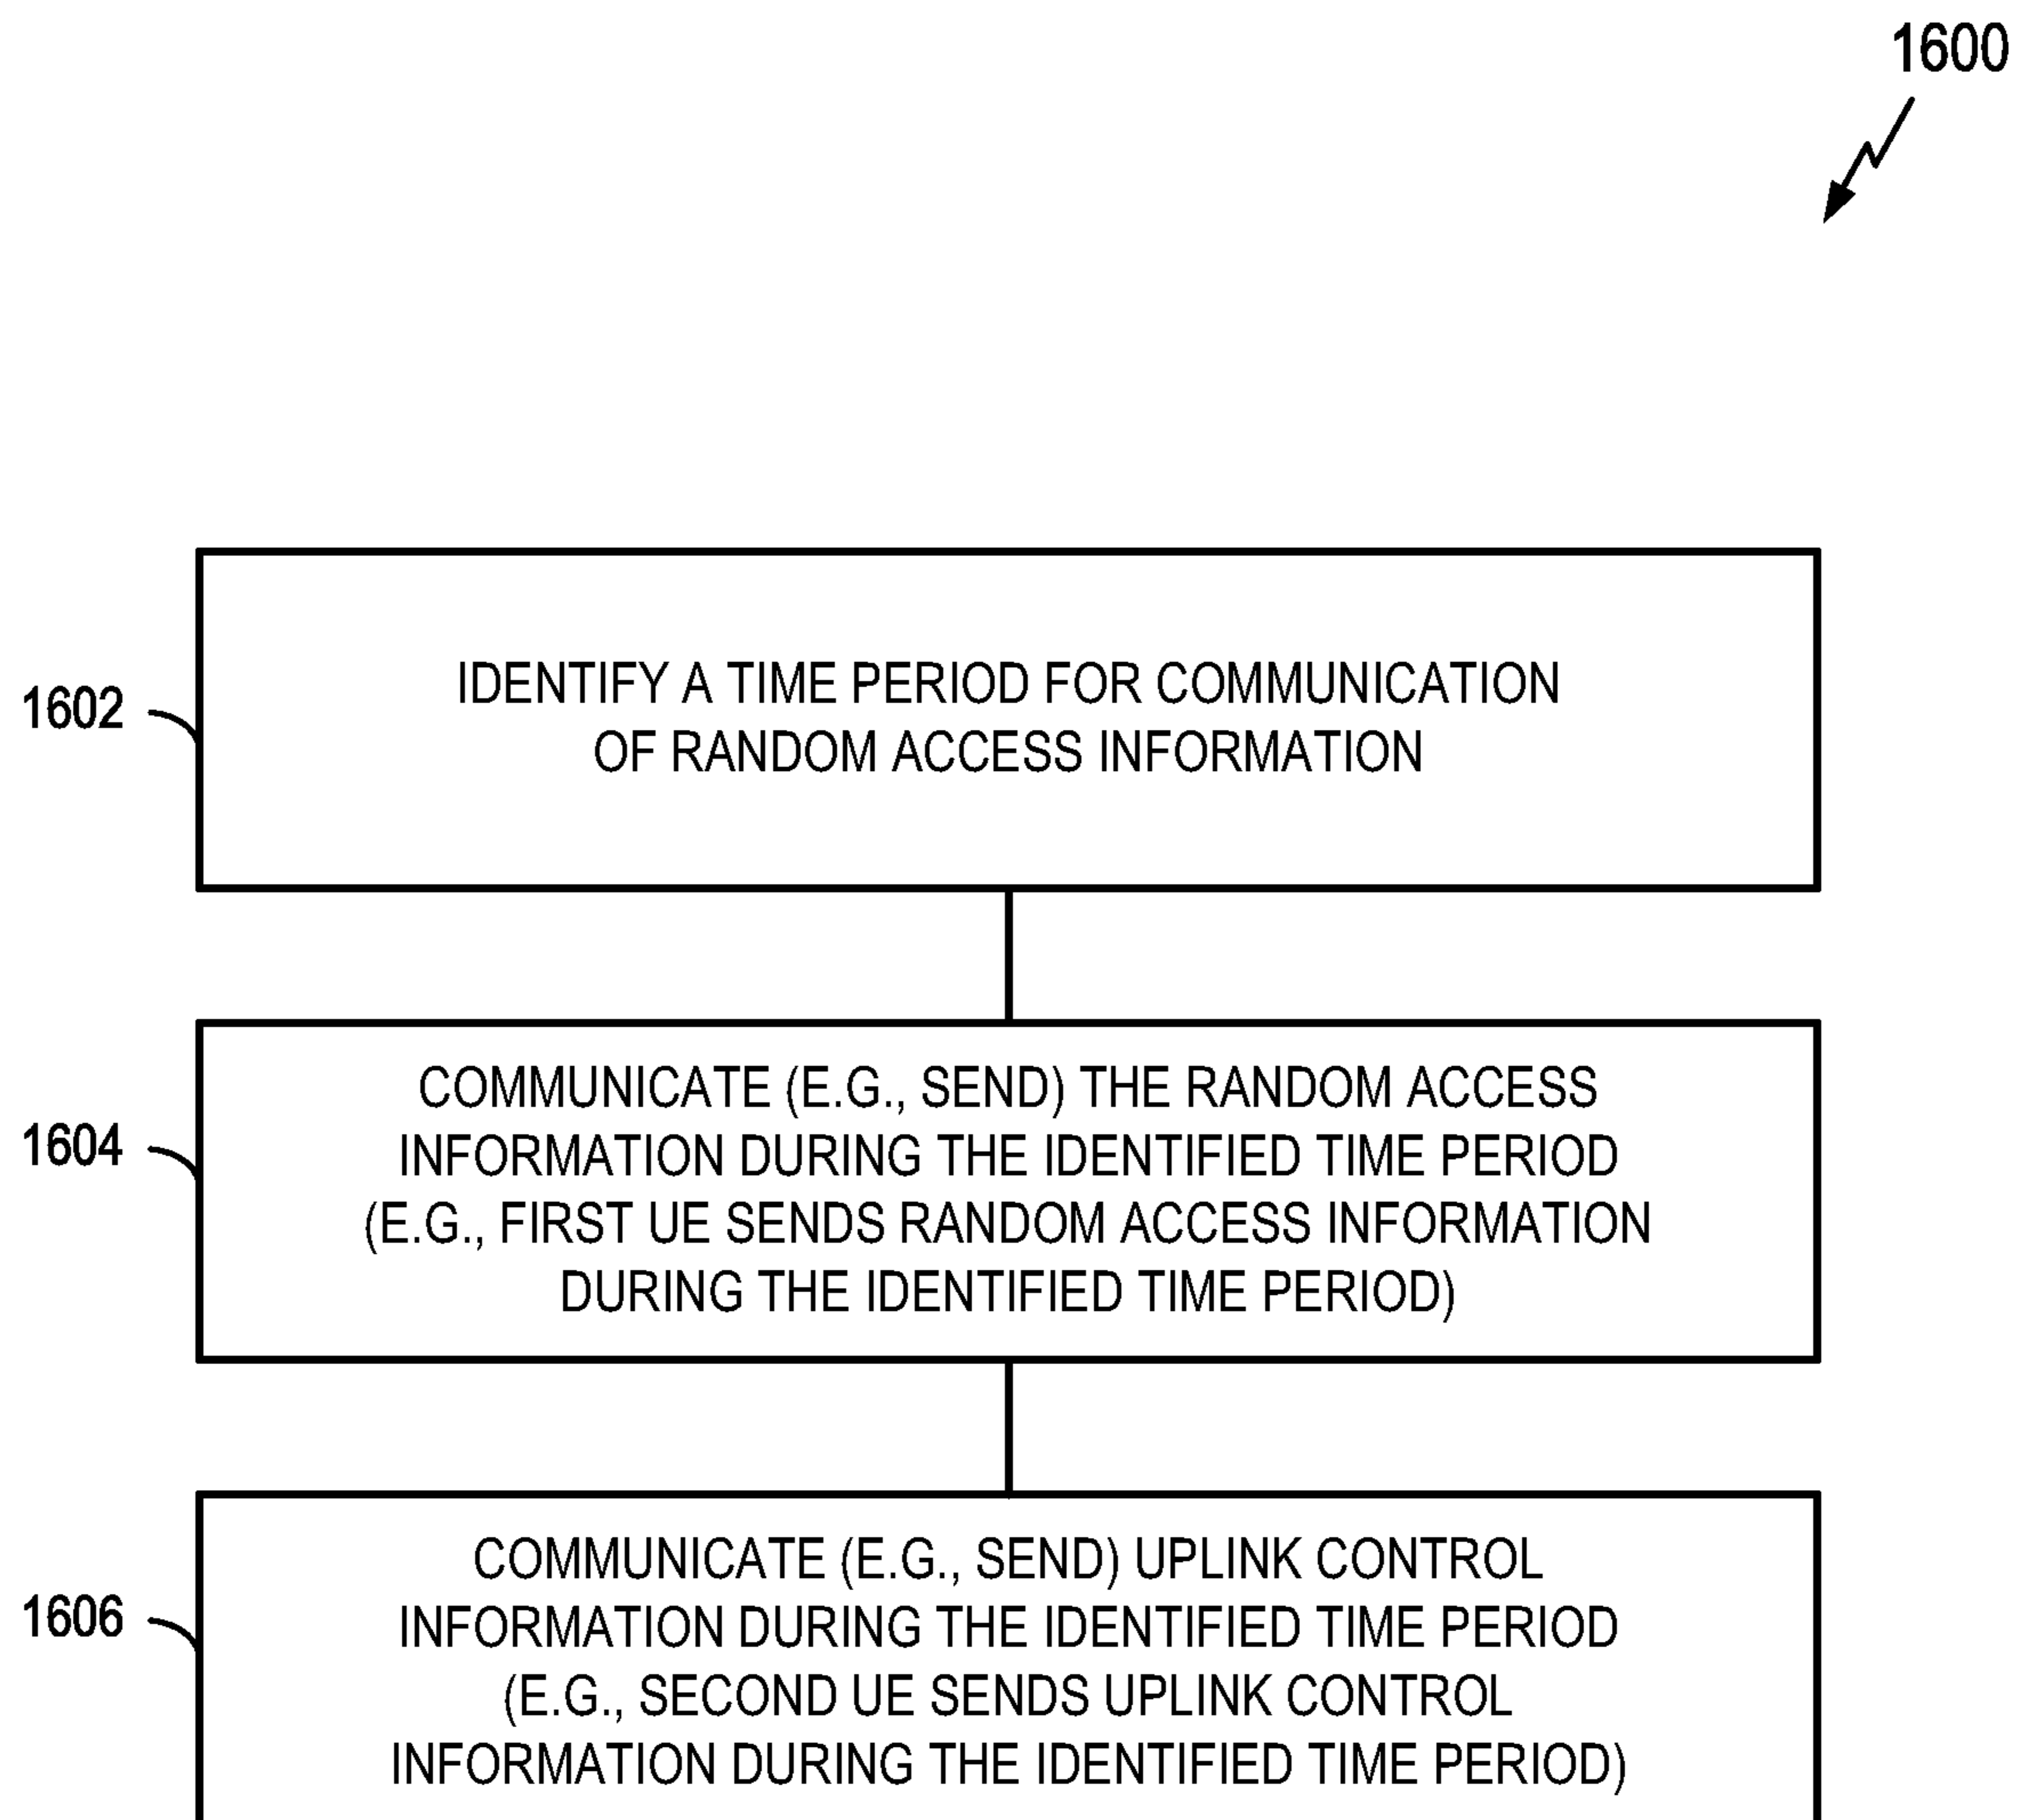 1600
1602
IDENTIFY A TIME PERIOD FOR COMMUNICATION
OF RANDOM ACCESS INFORMATION
1604
COMMUNICATE (E.G., SEND) THE RANDOM ACCESS
INFORMATION DURING THE IDENTIFIED TIME PERIOD
(E.G., FIRST UE SENDS RANDOM ACCESS INFORMATION
DURING THE IDENTIFIED TIME PERIOD)
1606
COMMUNICATE (E.G., SEND) UPLINK CONTROL
INFORMATION DURING THE IDENTIFIED TIME PERIOD
(E.G., SECOND UE SENDS UPLINK CONTROL
INFORMATION DURING THE IDENTIFIED TIME PERIOD)